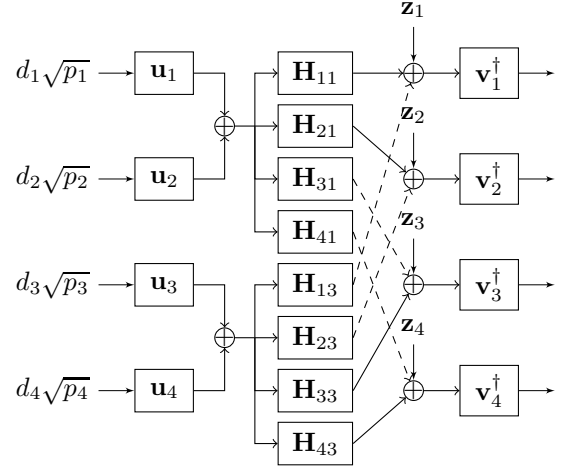 z₁
d₁√p₁ u₁ H₁₁ v₁†
H₂₁ z₂
d₂√p₂ u₂ H₃₁ v₂†
H₄₁ z₃
d₃√p₃ u₃ H₁₃ v₃†
H₂₃ z₄
d₄√p₄ u₄ H₃₃ v₄†
H₄₃